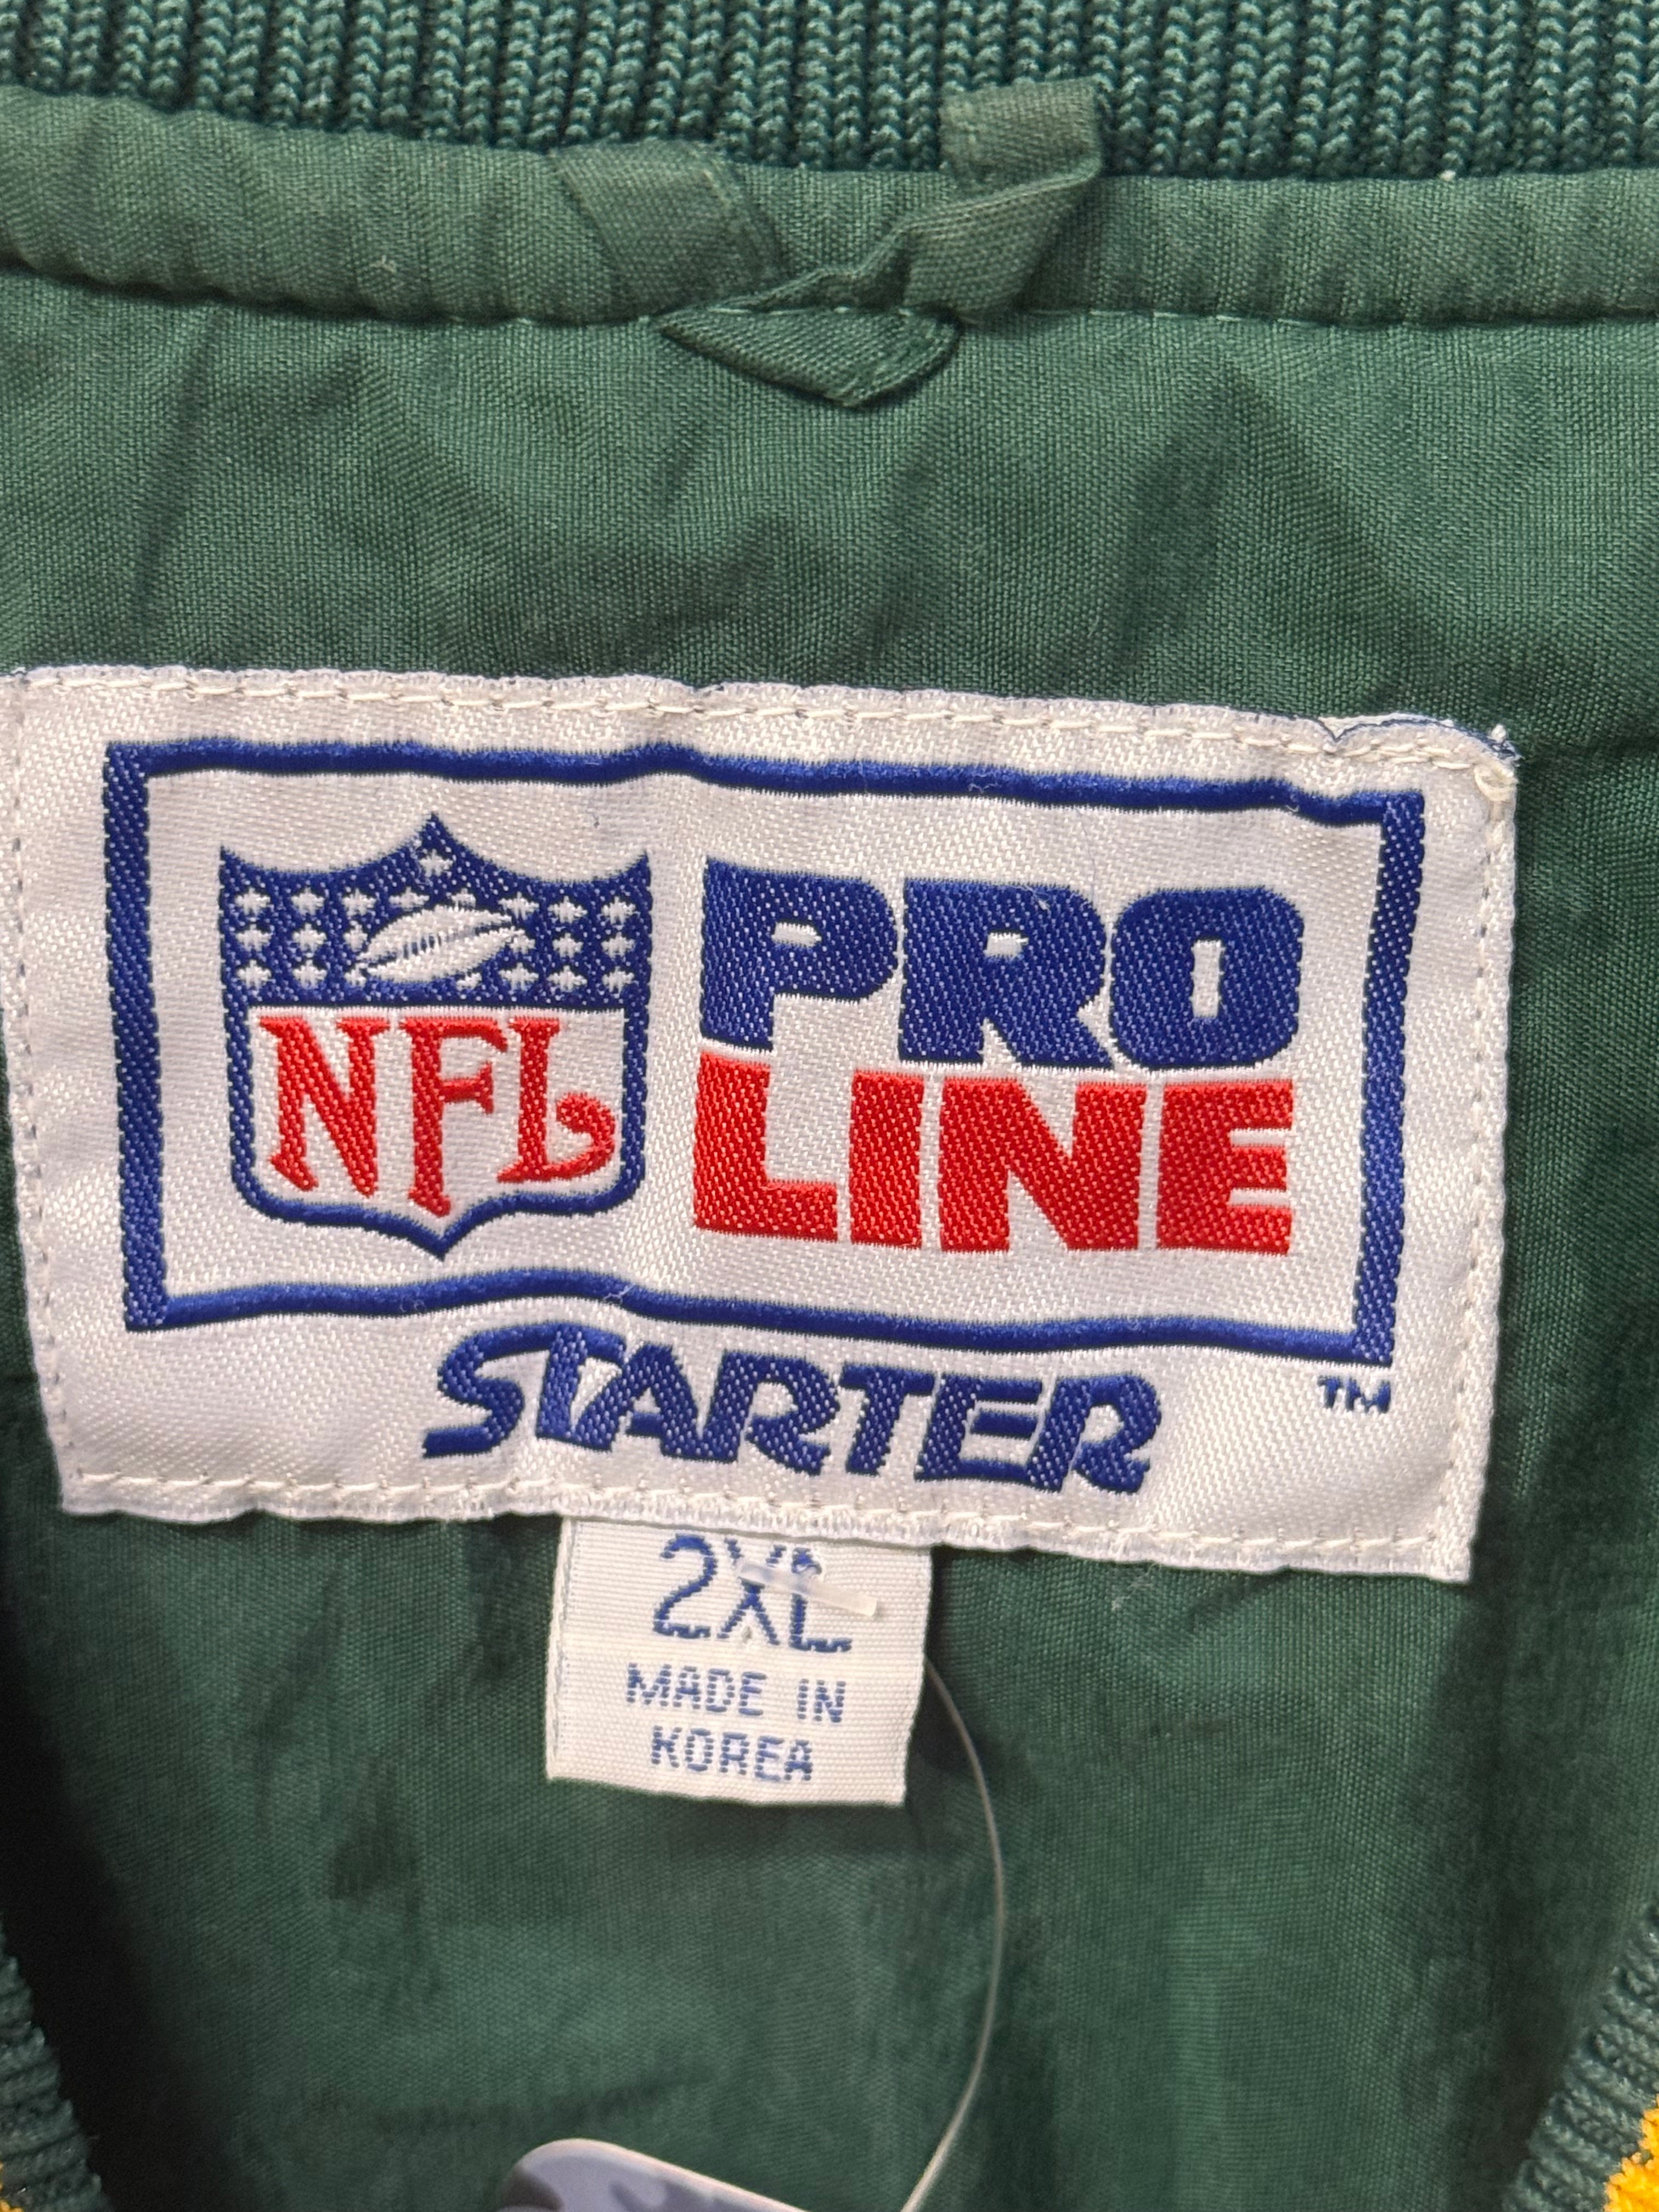 NFL
PRO
LINE
STARTER
TM
2XL
MADE IN
KOREA